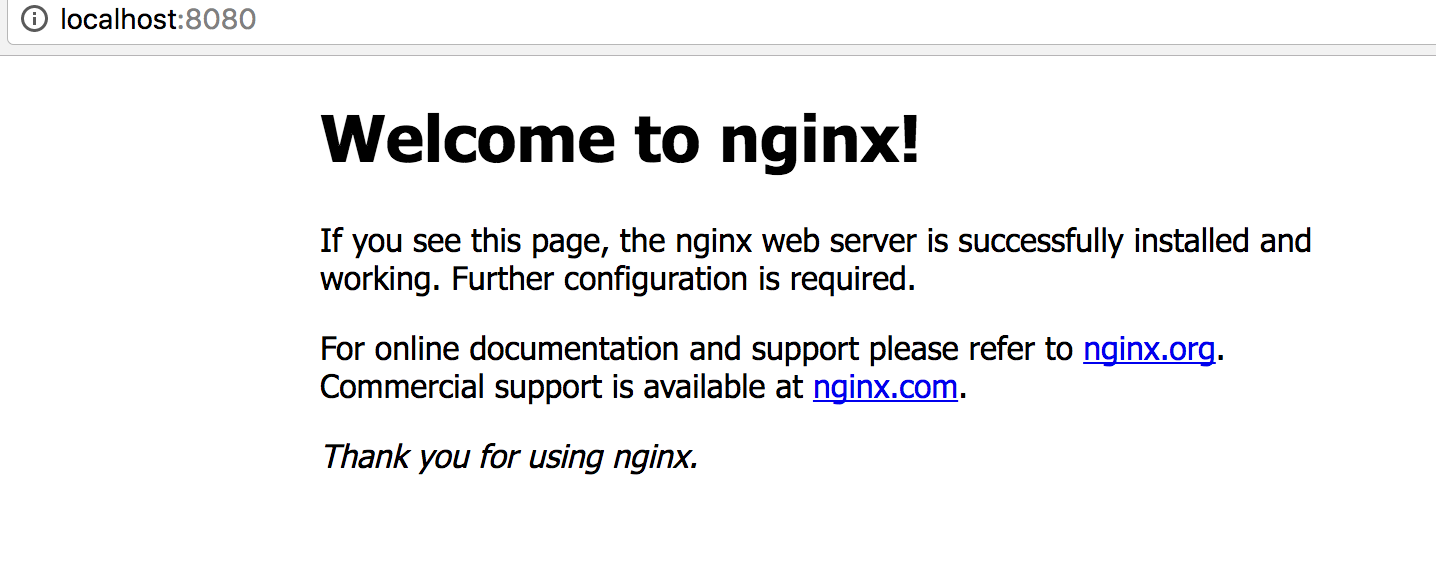 localhost:8080
Welcome to nginx!
If you see this page, the nginx web server is successfully installed and
working. Further configuration is required.
For online documentation and support please refer to nginx.org.
Commercial support is available at nginx.com.
Thank you for using nginx.